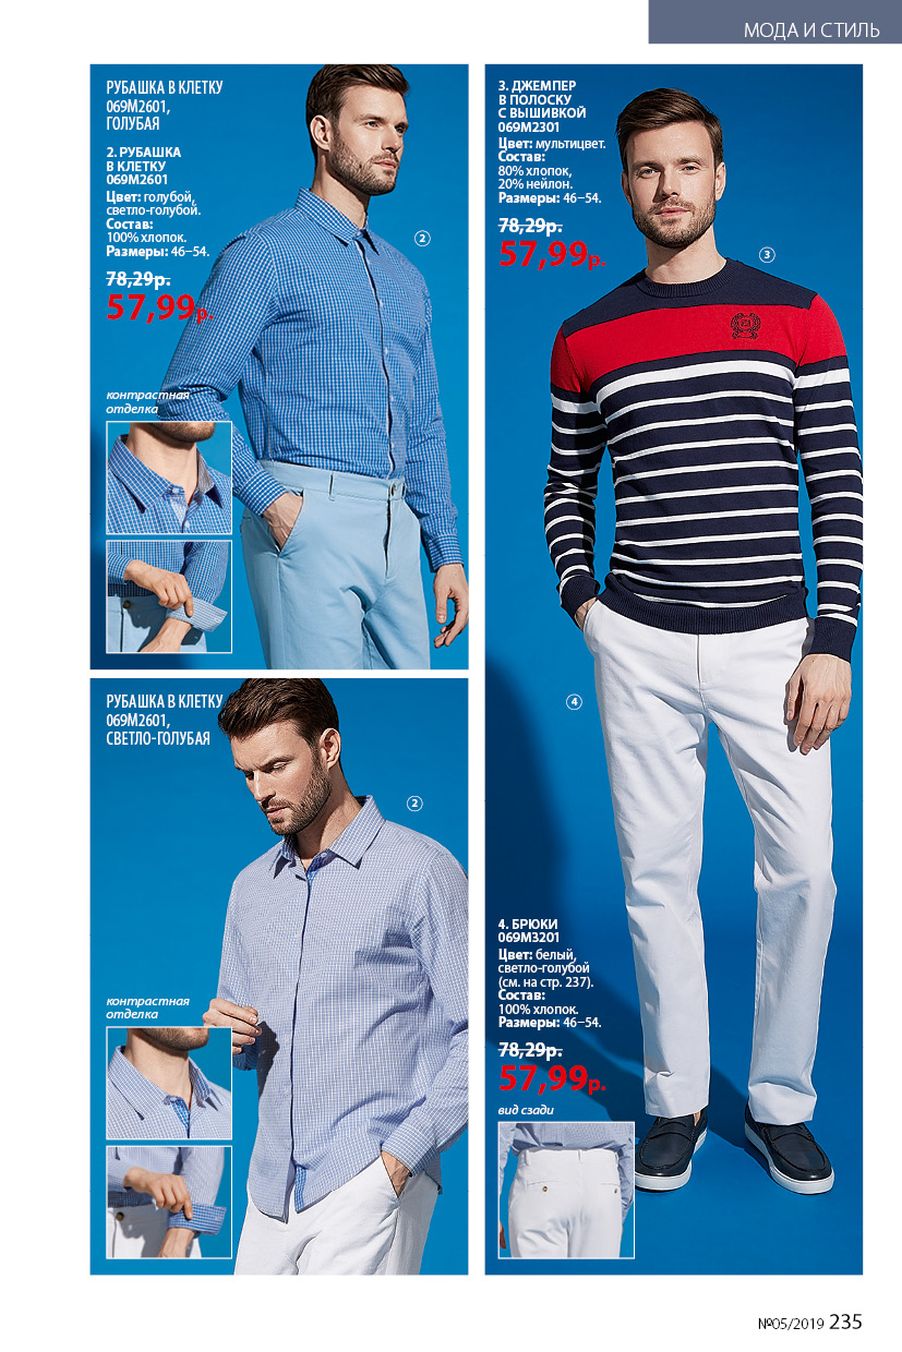 МОДА И СТИЛЬ
РУБАШКА В КЛЕТКУ
069M2601,
ГОЛУБАЯ
2. РУБАШКА
В КЛЕТКУ
069M2601
Цвет: голубой,
светло-голубой.
Состав:
100% хлопок.
Размеры: 46–54.
78,29р.
57,99р.
контрастная
отделка
2
РУБАШКА В КЛЕТКУ
069M2601,
СВЕТЛО-ГОЛУБАЯ
2
контрастная
отделка
3. ДЖЕМПЕР
В ПОЛОСКУ
С ВЫШИВКОЙ
069M2301
Цвет: мультицвет.
Состав:
80% хлопок,
20% нейлон.
Размеры: 46–54.
78,29р.
57,99р.
3
4
4. БРЮКИ
069M3201
Цвет: белый,
светло-голубой
(см. на стр. 237).
Состав:
100% хлопок.
Размеры: 46–54.
78,29р.
57,99р.
вид сзади
№05/2019 235